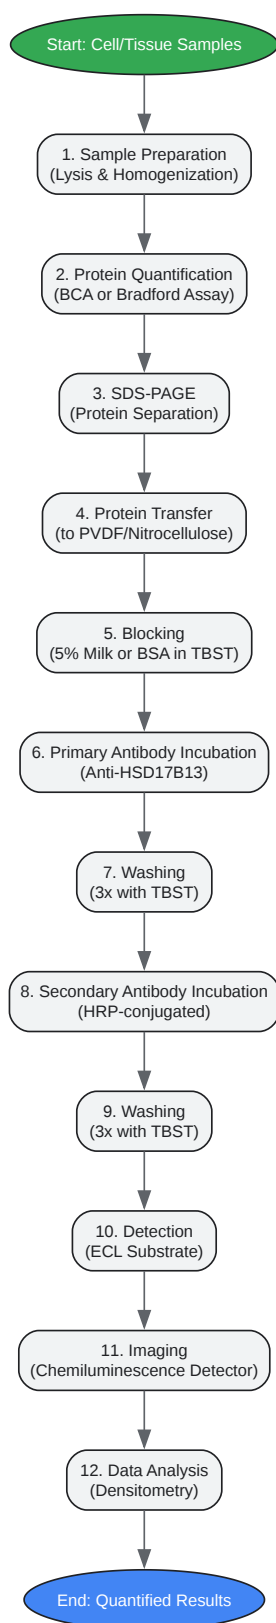 Start: Cell/Tissue Samples
1. Sample Preparation
(Lysis & Homogenization)
2. Protein Quantification
(BCA or Bradford Assay)
3. SDS-PAGE
(Protein Separation)
4. Protein Transfer
(to PVDF/Nitrocellulose)
5. Blocking
(5% Milk or BSA in TBST)
6. Primary Antibody Incubation
(Anti-HSD17B13)
7. Washing
(3x with TBST)
8. Secondary Antibody Incubation
(HRP-conjugated)
9. Washing
(3x with TBST)
10. Detection
(ECL Substrate)
11. Imaging
(Chemiluminescence Detector)
12. Data Analysis
(Densitometry)
End: Quantified Results